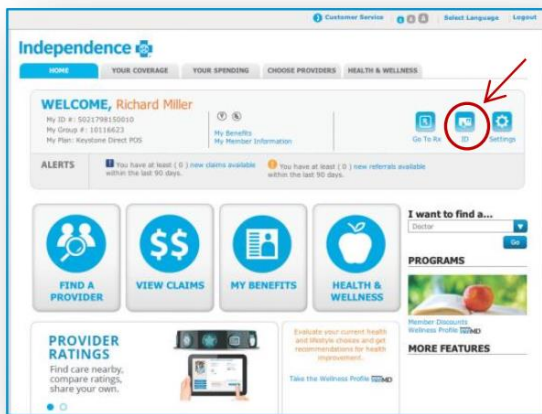 Customer Service
Select Language
Logout
Independence
HOME
YOUR COVERAGE
YOUR SPENDING
CHOOSE PROVIDERS
HEALTH & WELLNESS
WELCOME, Richard Miller
My ID #: 5021798150010
My Group #: 10116623
My Plan: Keystone Direct POS
My Benefits
My Member Information
Go To Rx
ID
Settings
ALERTS
You have at least ( 0 ) new claims available
within the last 90 days.
You have at least ( 0 ) new referrals available
within the last 90 days.
FIND A
PROVIDER
VIEW CLAIMS
MY BENEFITS
HEALTH &
WELLNESS
I want to find a...
Doctor
Go
PROGRAMS
Member Discounts
Wellness Profile WebMD
MORE FEATURES
PROVIDER
RATINGS
Find care nearby,
compare ratings,
share your own.
Evaluate your current health
and lifestyle choices and get
recommendations for health
improvement.
Take the Wellness Profile WebMD